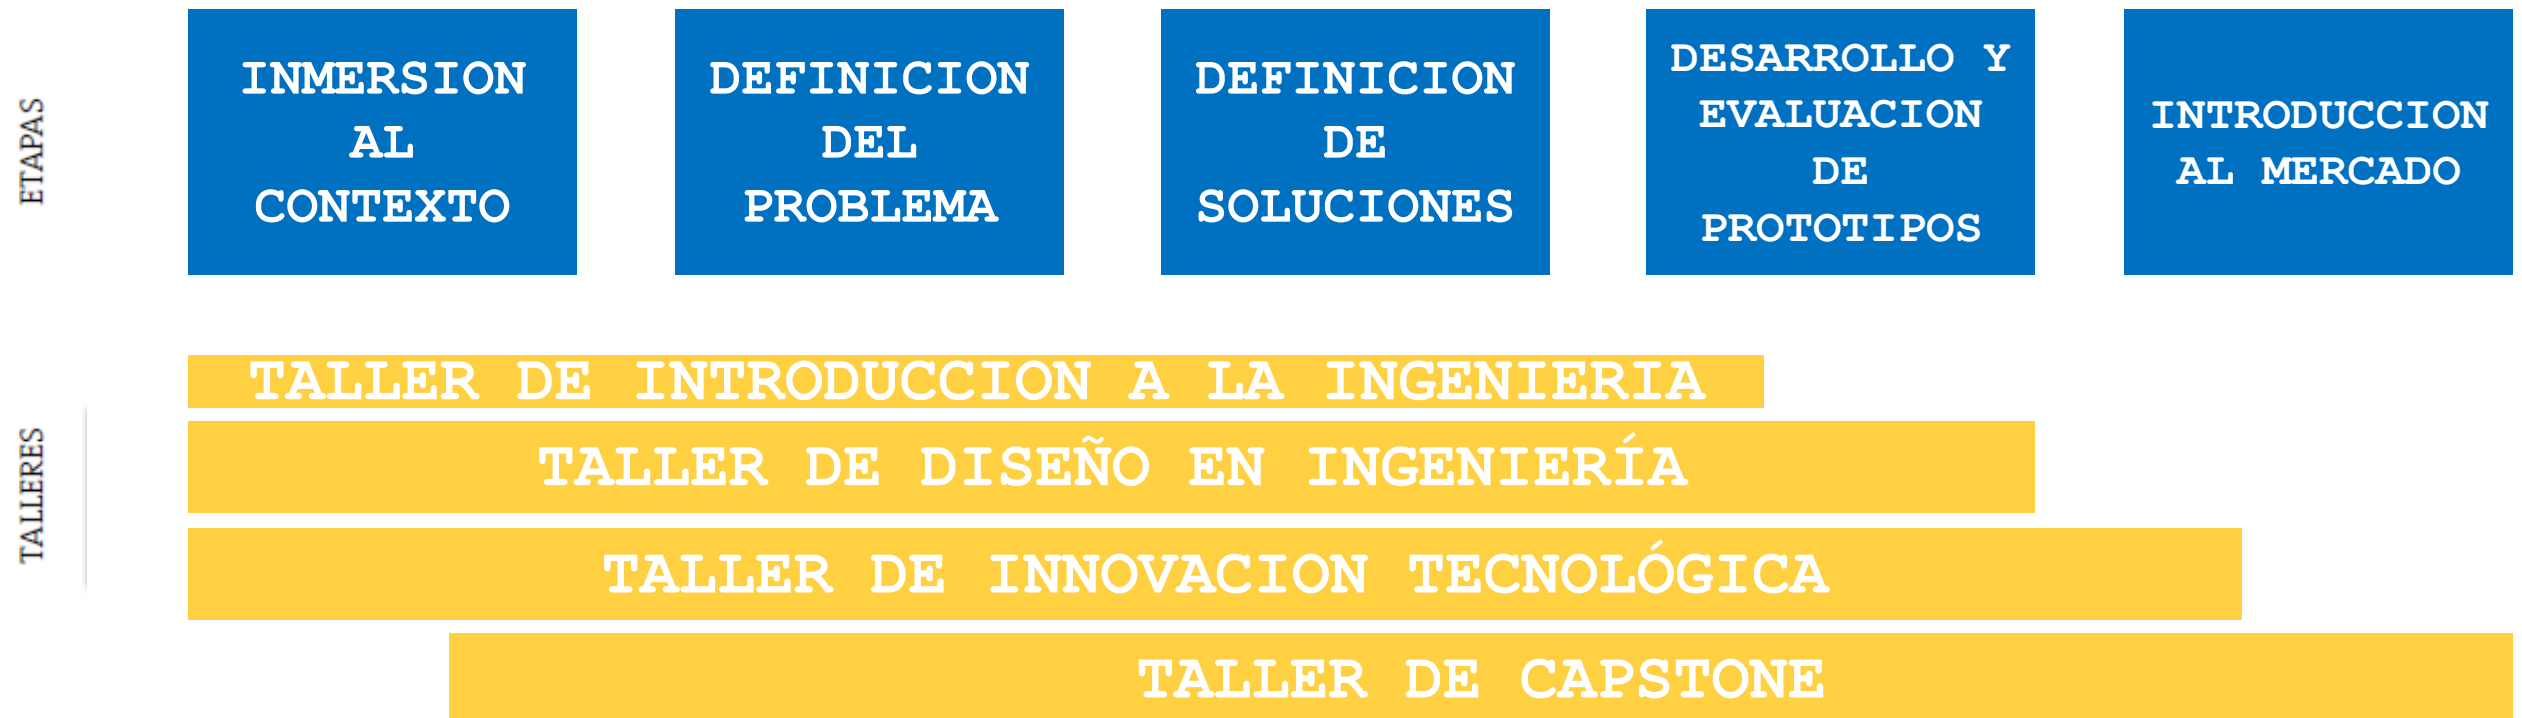 ETAPAS
INMERSION
AL
CONTEXTO
DEFINICION
DEL
PROBLEMA
DEFINICION
DE
SOLUCIONES
DESARROLLO Y
EVALUACION
DE
PROTOTIPOS
INTRODUCCION
AL MERCADO
TALLERES
TALLER DE INTRODUCCION A LA INGENIERIA
TALLER DE DISEÑO EN INGENIERÍA
TALLER DE INNOVACION TECNOLÓGICA
TALLER DE CAPSTONE